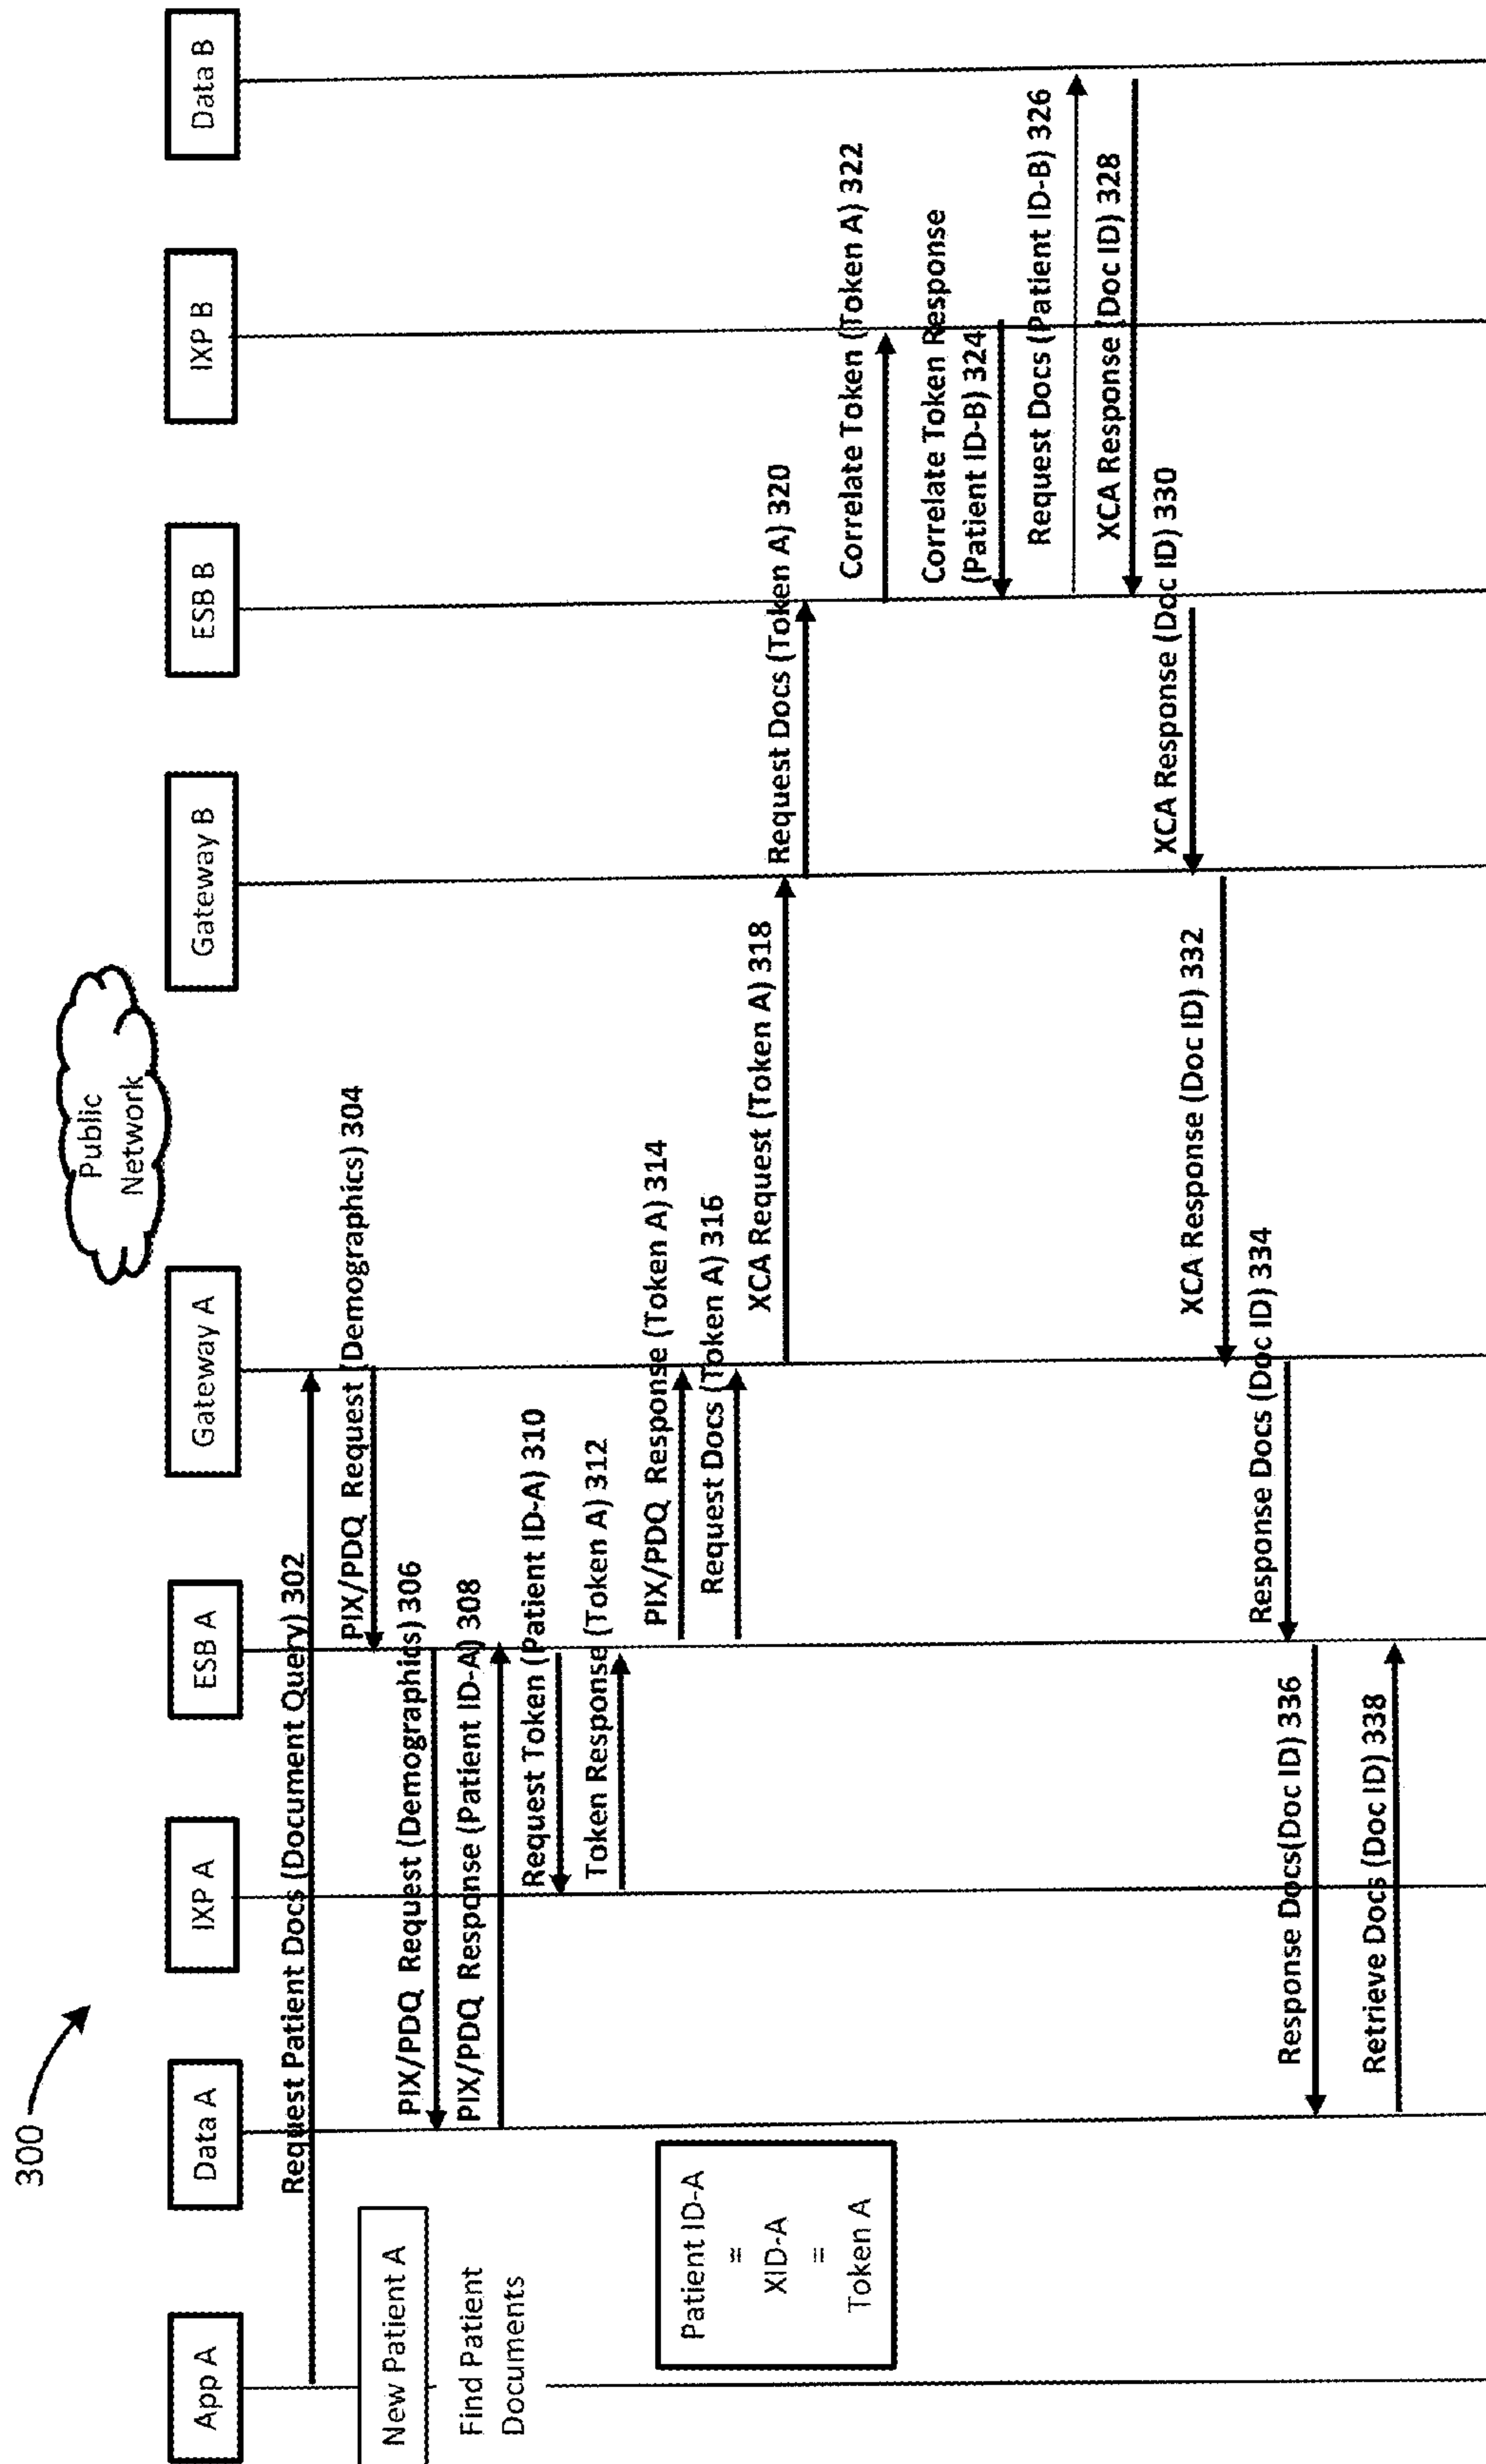 300
Public
Network
App A
Data A
IXP A
ESB A
Gateway A
Gateway B
ESB B
IXP B
Data B
Request Patient Docs (Document Query) 302
New Patient A
Find Patient
Documents
PIX/PDQ Request (Demographics) 304
PIX/PDQ Request (Demographics) 306
PIX/PDQ Response (Patient ID-A) 308
Request Token (Patient ID-A) 310
Token Response (Token A) 312
Patient ID-A
=
XID-A
=
Token A
PIX/PDQ Response (Token A) 314
Request Docs (Token A) 316
XCA Request (Token A) 318
Request Docs (Token A) 320
Correlate Token (Token A) 322
Correlate Token Response
(Patient ID-B) 324
Request Docs (Patient ID-B) 326
XCA Response (Doc ID) 328
XCA Response (Doc ID) 330
XCA Response (Doc ID) 332
Response Docs (Doc ID) 334
Response Docs(Doc ID) 336
Retrieve Docs (Doc ID) 338